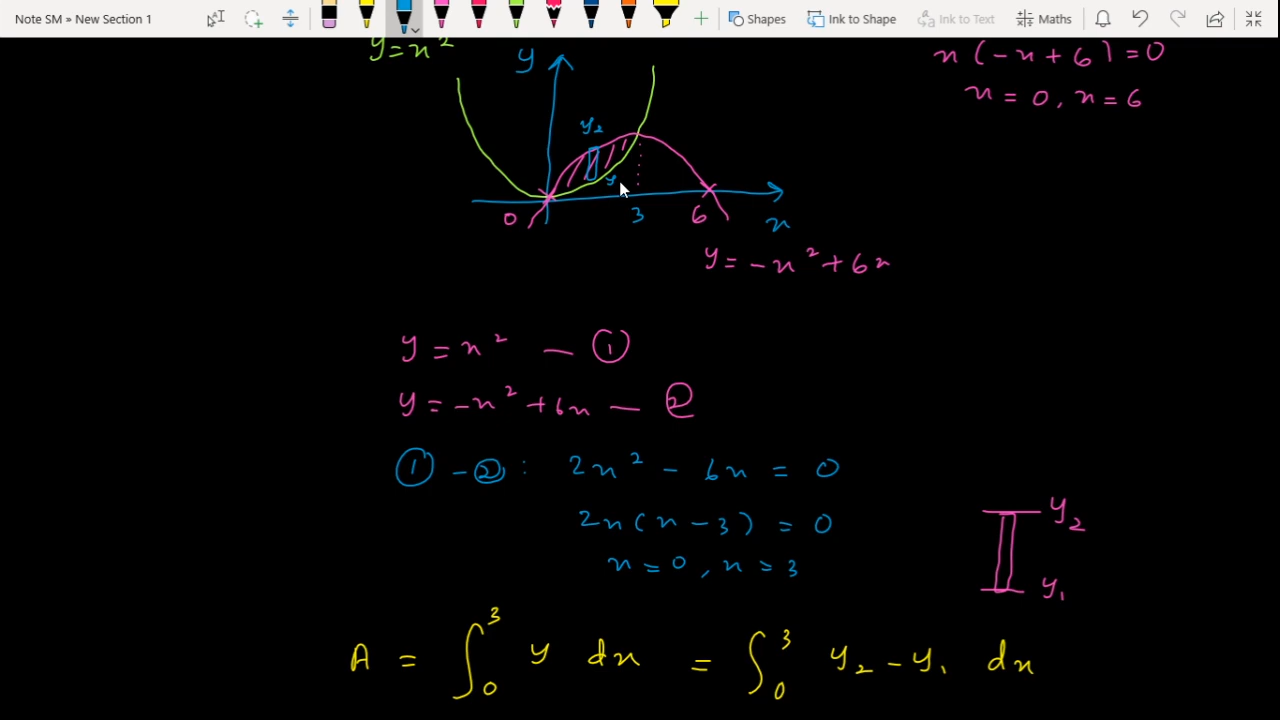 Note SM » New Section 1
Shapes
Ink to Shape
Ink to Text
Maths
y = x²
y
x(-x + 6) = 0
x = 0, x = 6
y₂
y₁
0
3
6
x
y = -x² + 6x
y = x² — ①
y = -x² + 6x — ②
① - ② : 2x² - 6x = 0
2x(x - 3) = 0
x = 0, x = 3
y₂
y₁
A = ∫₀³ y dx = ∫₀³ y₂ - y₁ dx